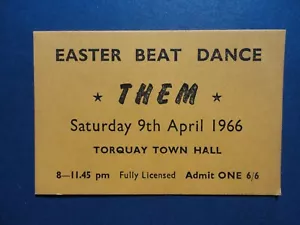 EASTER BEAT DANCE
★ THEM ★
Saturday 9th April 1966
TORQUAY TOWN HALL
8—11.45 pm Fully Licensed Admit ONE 6/6